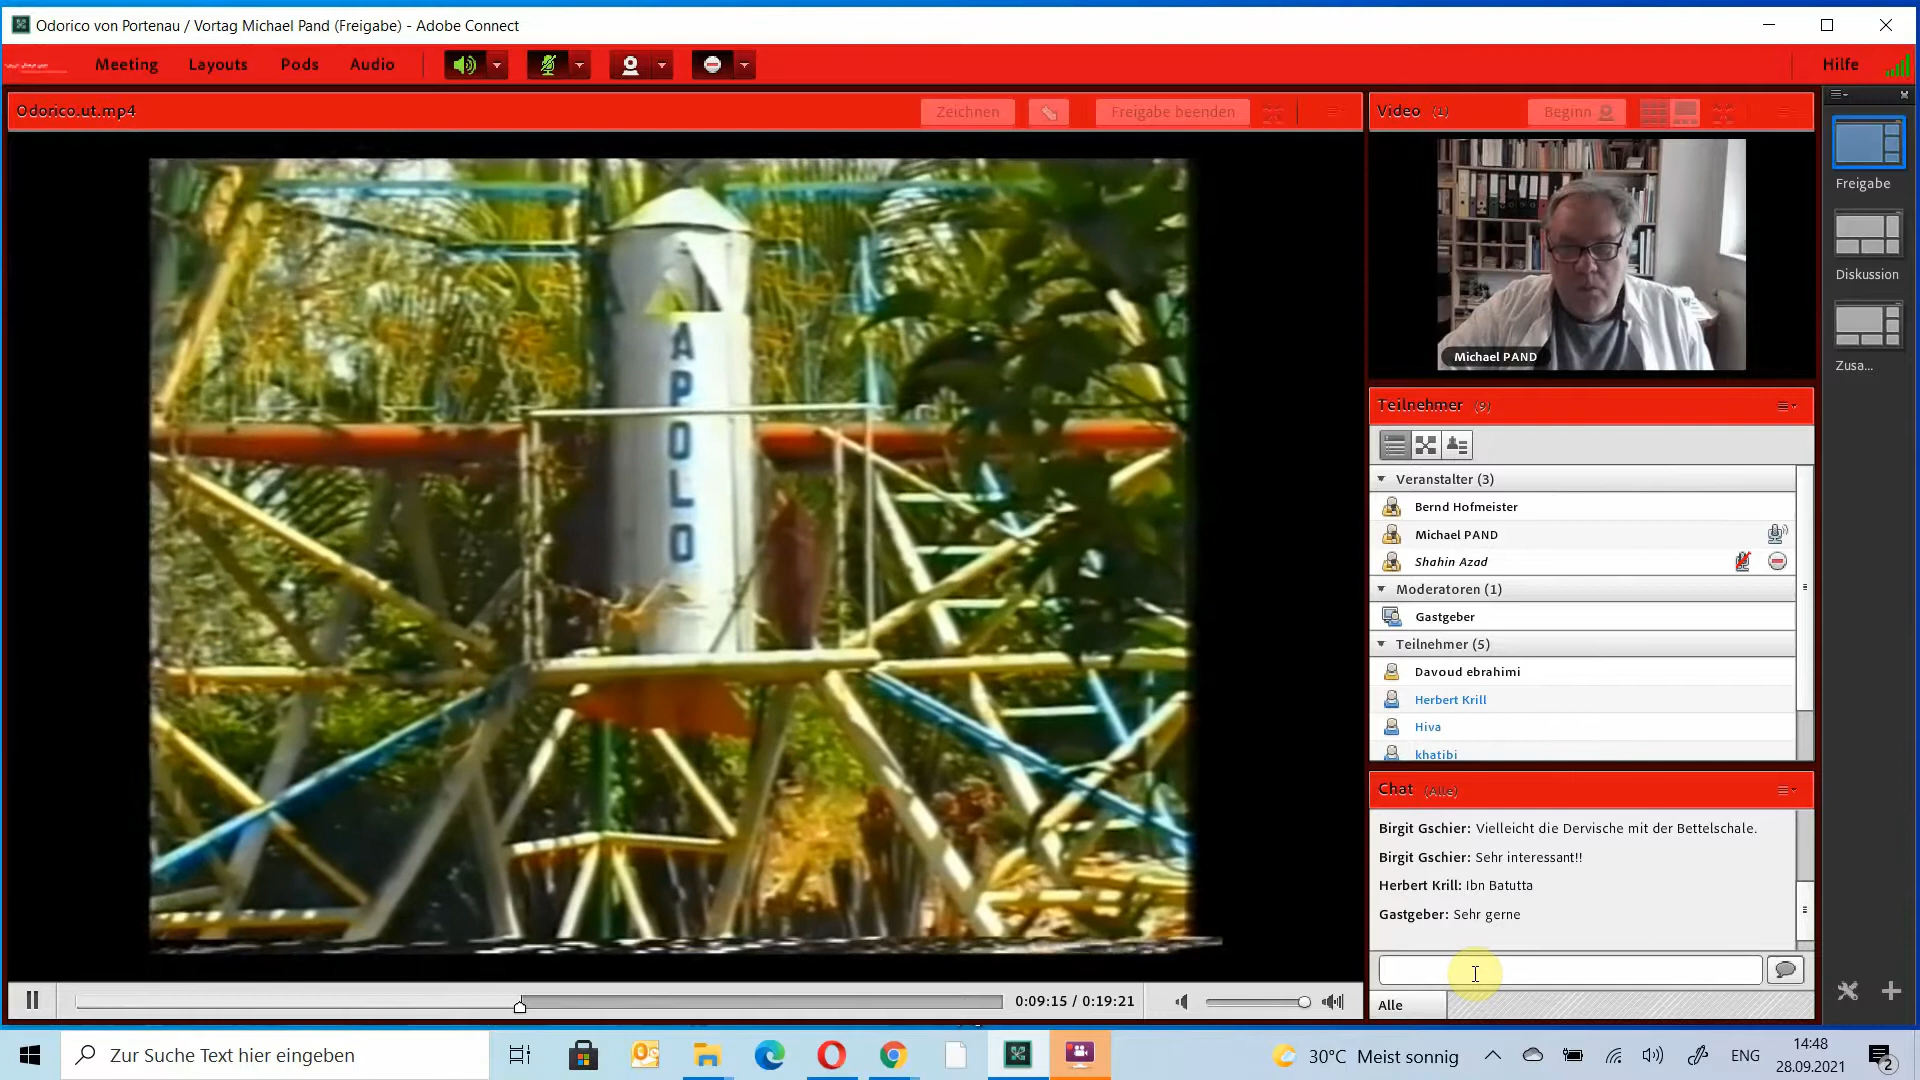 Odorico von Portenau / Vortag Michael Pand (Freigabe) - Adobe Connect
Meeting Layouts Pods Audio Hilfe
Odorico.ut.mp4 Zeichnen Freigabe beenden
Video (1) Beginn
APOLO
Michael PAND
Freigabe
Diskussion
Zusa...
Teilnehmer (9)
Veranstalter (3)
Bernd Hofmeister
Michael PAND
Shahin Azad
Moderatoren (1)
Gastgeber
Teilnehmer (5)
Davoud ebrahimi
Herbert Krill
Hiva
khatibi
Chat (Alle)
Birgit Gschier: Vielleicht die Dervische mit der Bettelschale.
Birgit Gschier: Sehr interessant!!
Herbert Krill: Ibn Batutta
Gastgeber: Sehr gerne
Alle
0:09:15 / 0:19:21
Zur Suche Text hier eingeben
30°C Meist sonnig
ENG
14:48
28.09.2021
2